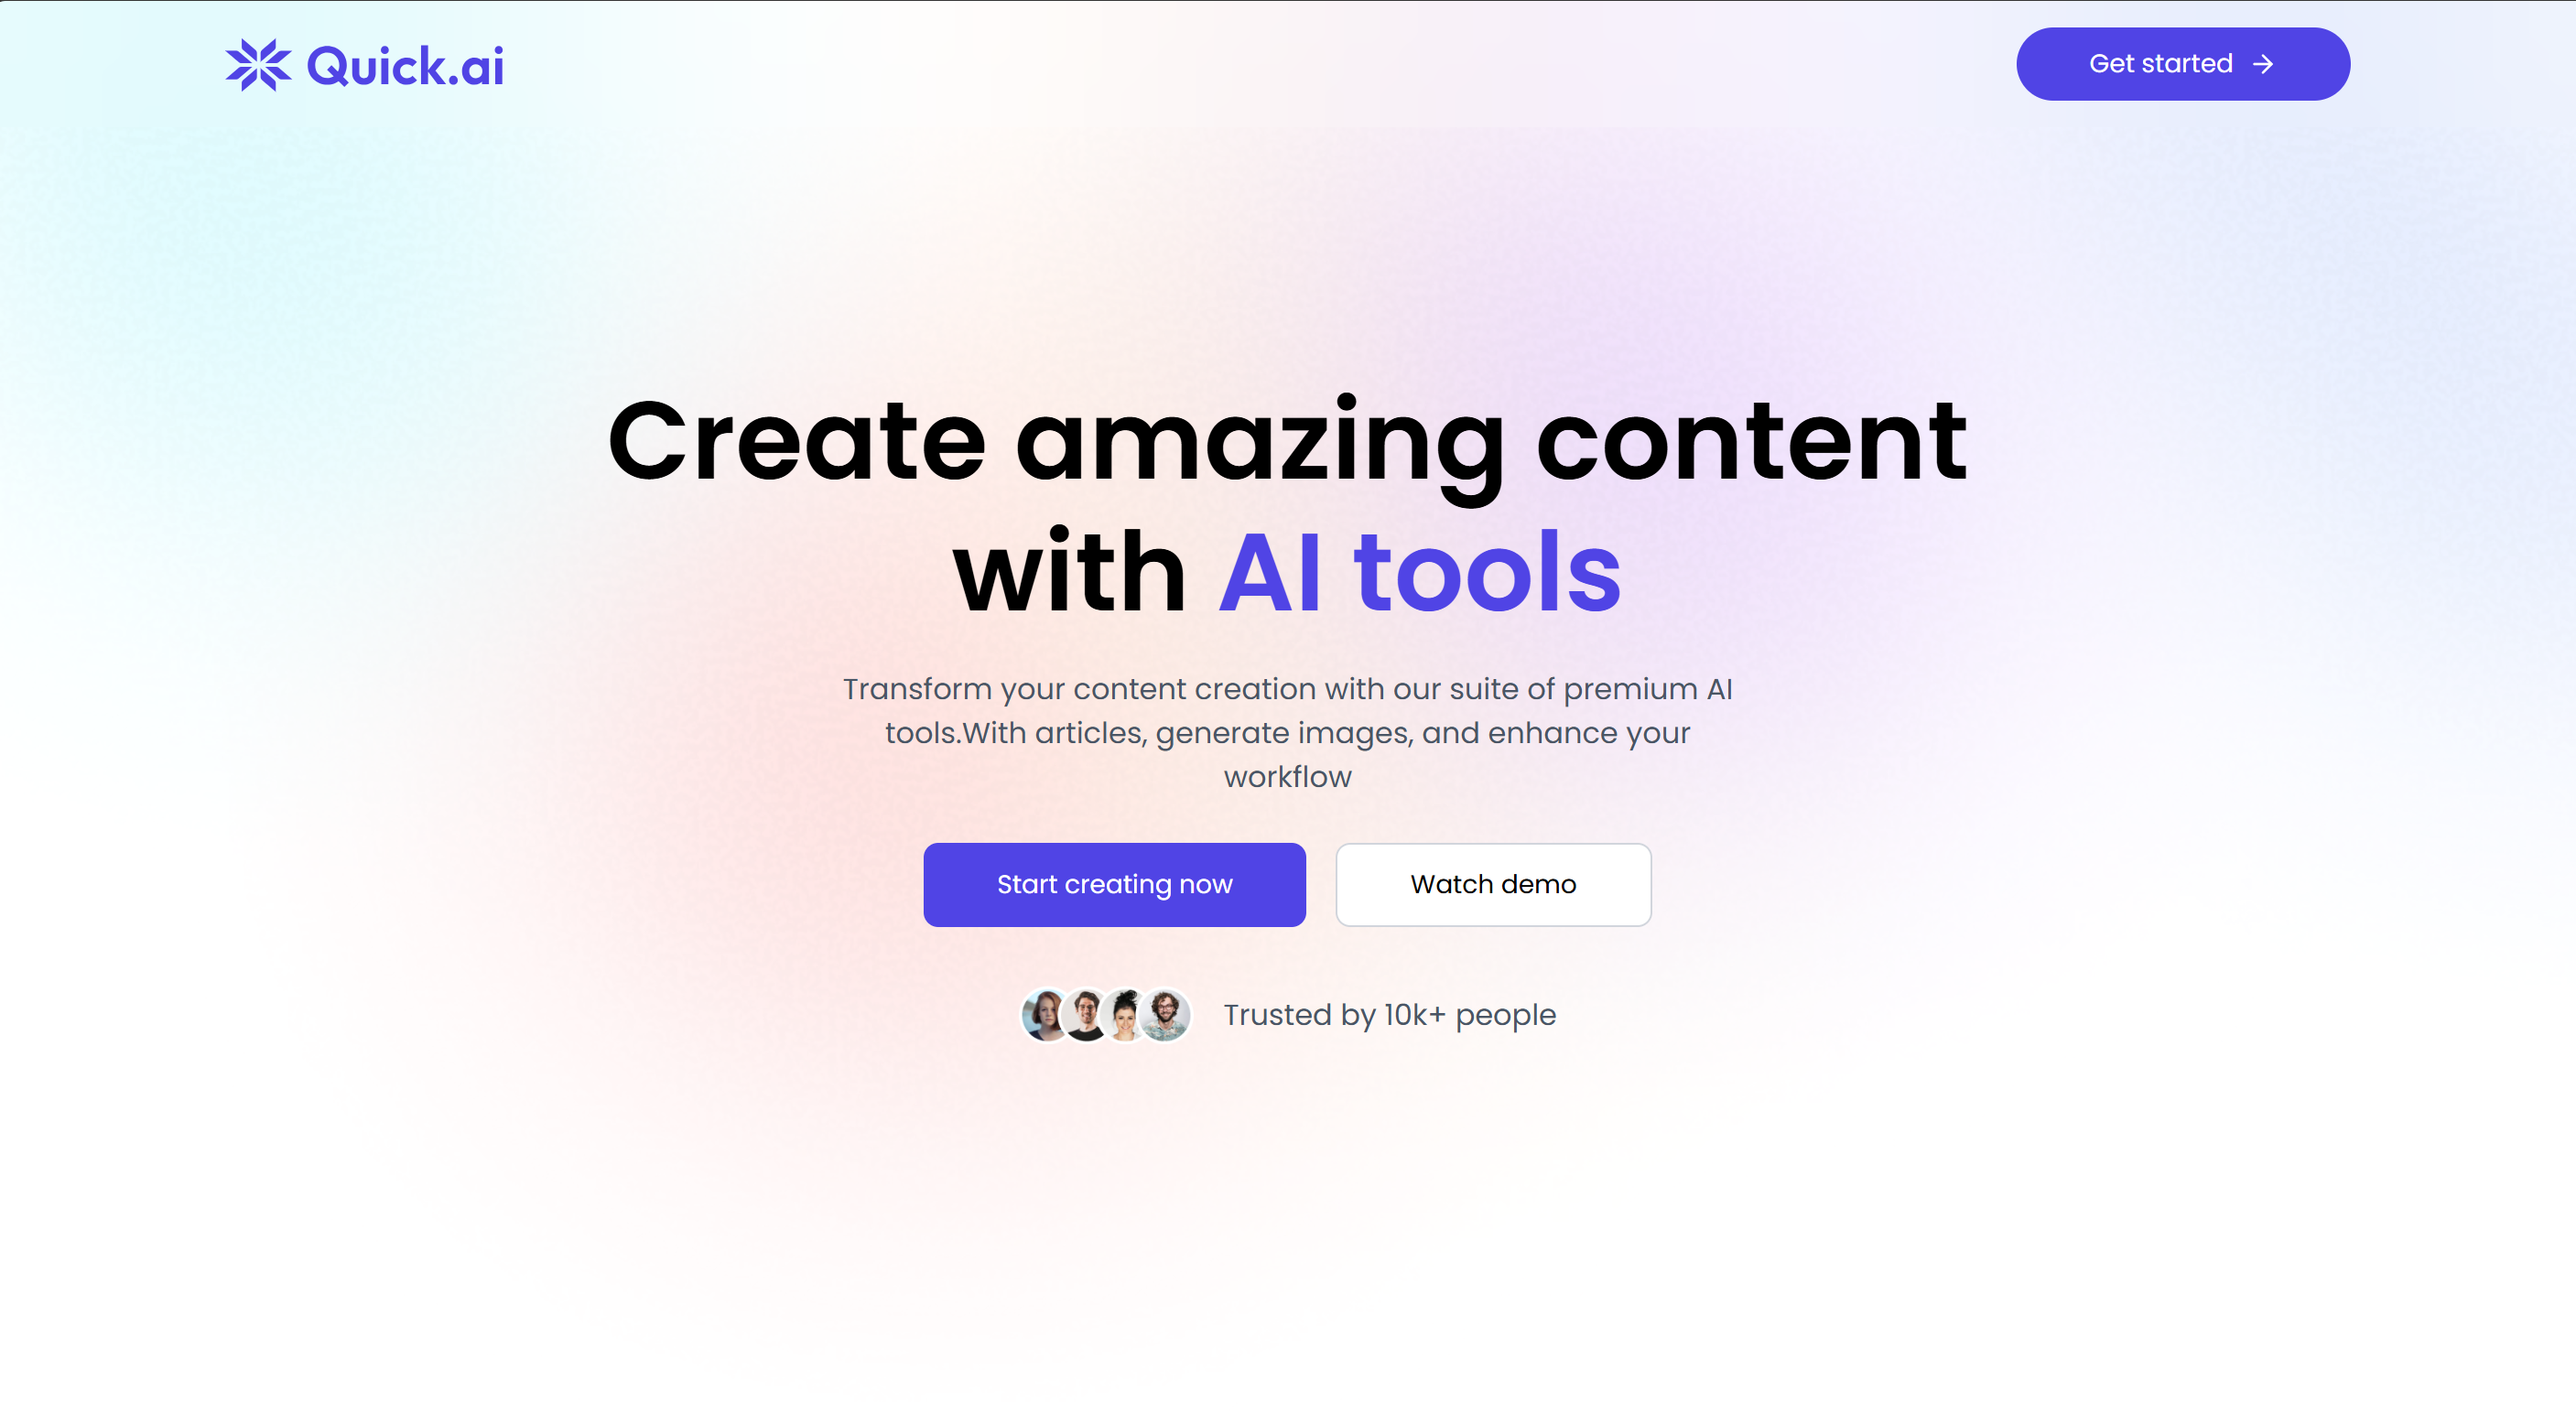 Quick.ai
Get started
Create amazing content
with AI tools
Transform your content creation with our suite of premium AI
tools.With articles, generate images, and enhance your
workflow
Start creating now
Watch demo
Trusted by 10k+ people